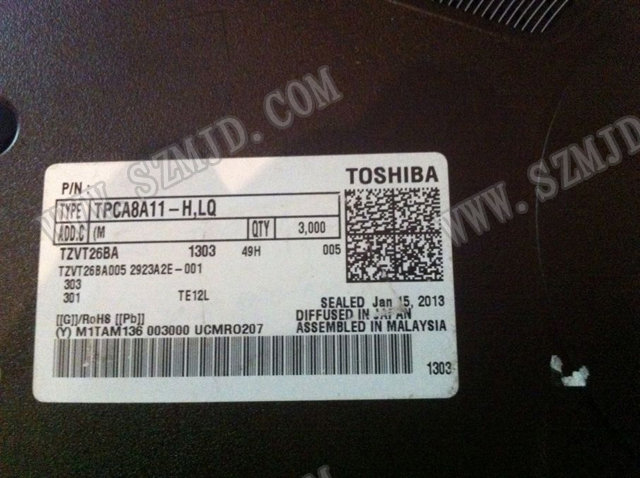 TOSHIBA
P/N :
TYPE TPCA8A11-H,LQ
ADD.C (M QTY 3,000
TZVT26BA 1303 49H 005
TZVT26BA005 2923A2E-001
303
301 TE12L
SEALED Jan 15, 2013
[[G]]/RoHS [[Pb]] DIFFUSED IN JAPAN
(Y) M1TAM136 003000 UCMRO207 ASSEMBLED IN MALAYSIA
1303
WWW.SZMJD.COM
WWW.SZMJD